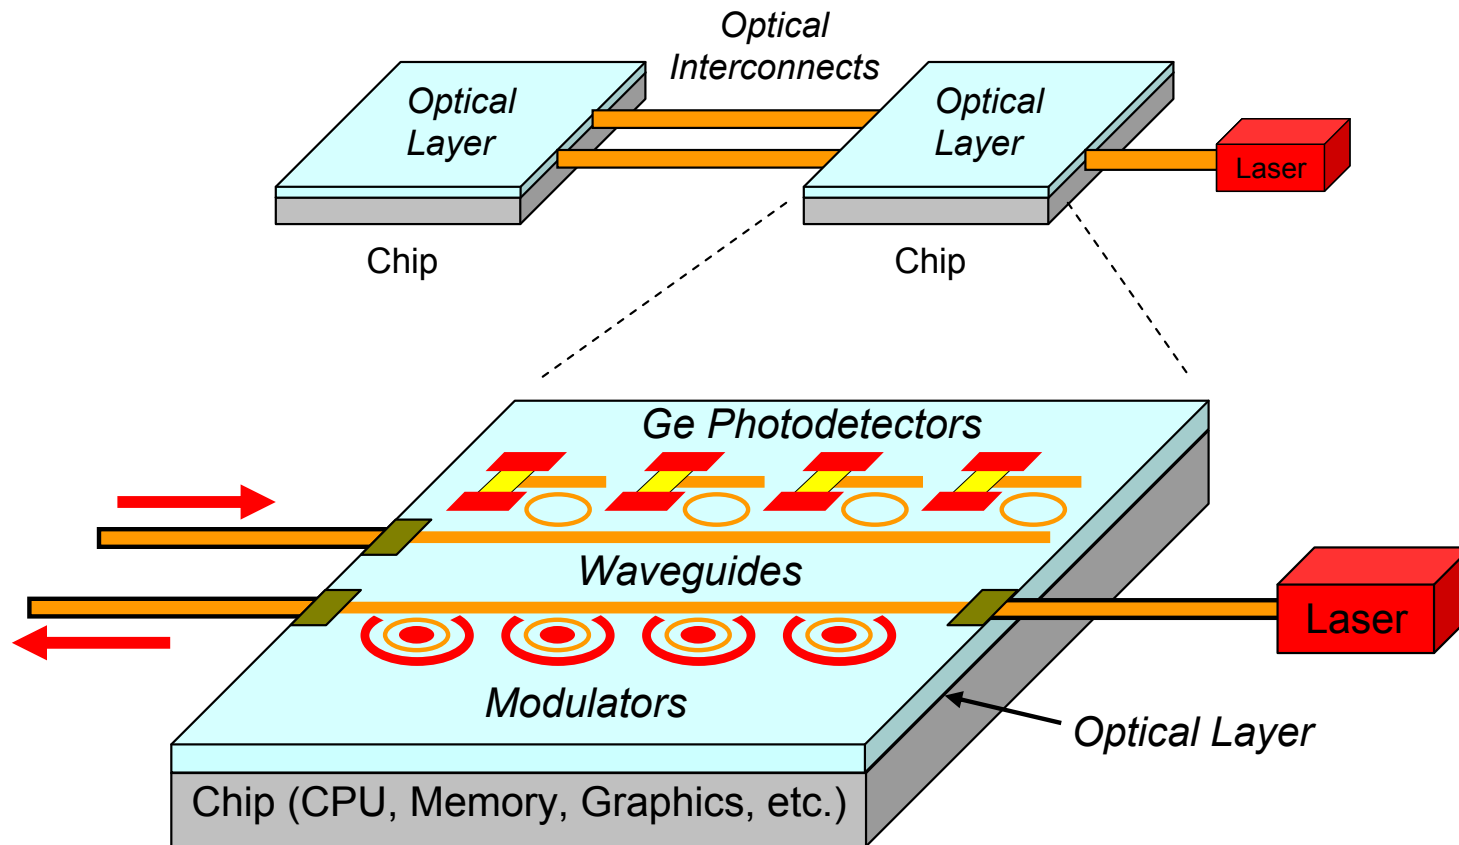 Optical
Interconnects
Optical
Layer
Optical
Layer
Laser
Chip
Chip
Ge Photodetectors
Waveguides
Laser
Modulators
Optical Layer
Chip (CPU, Memory, Graphics, etc.)